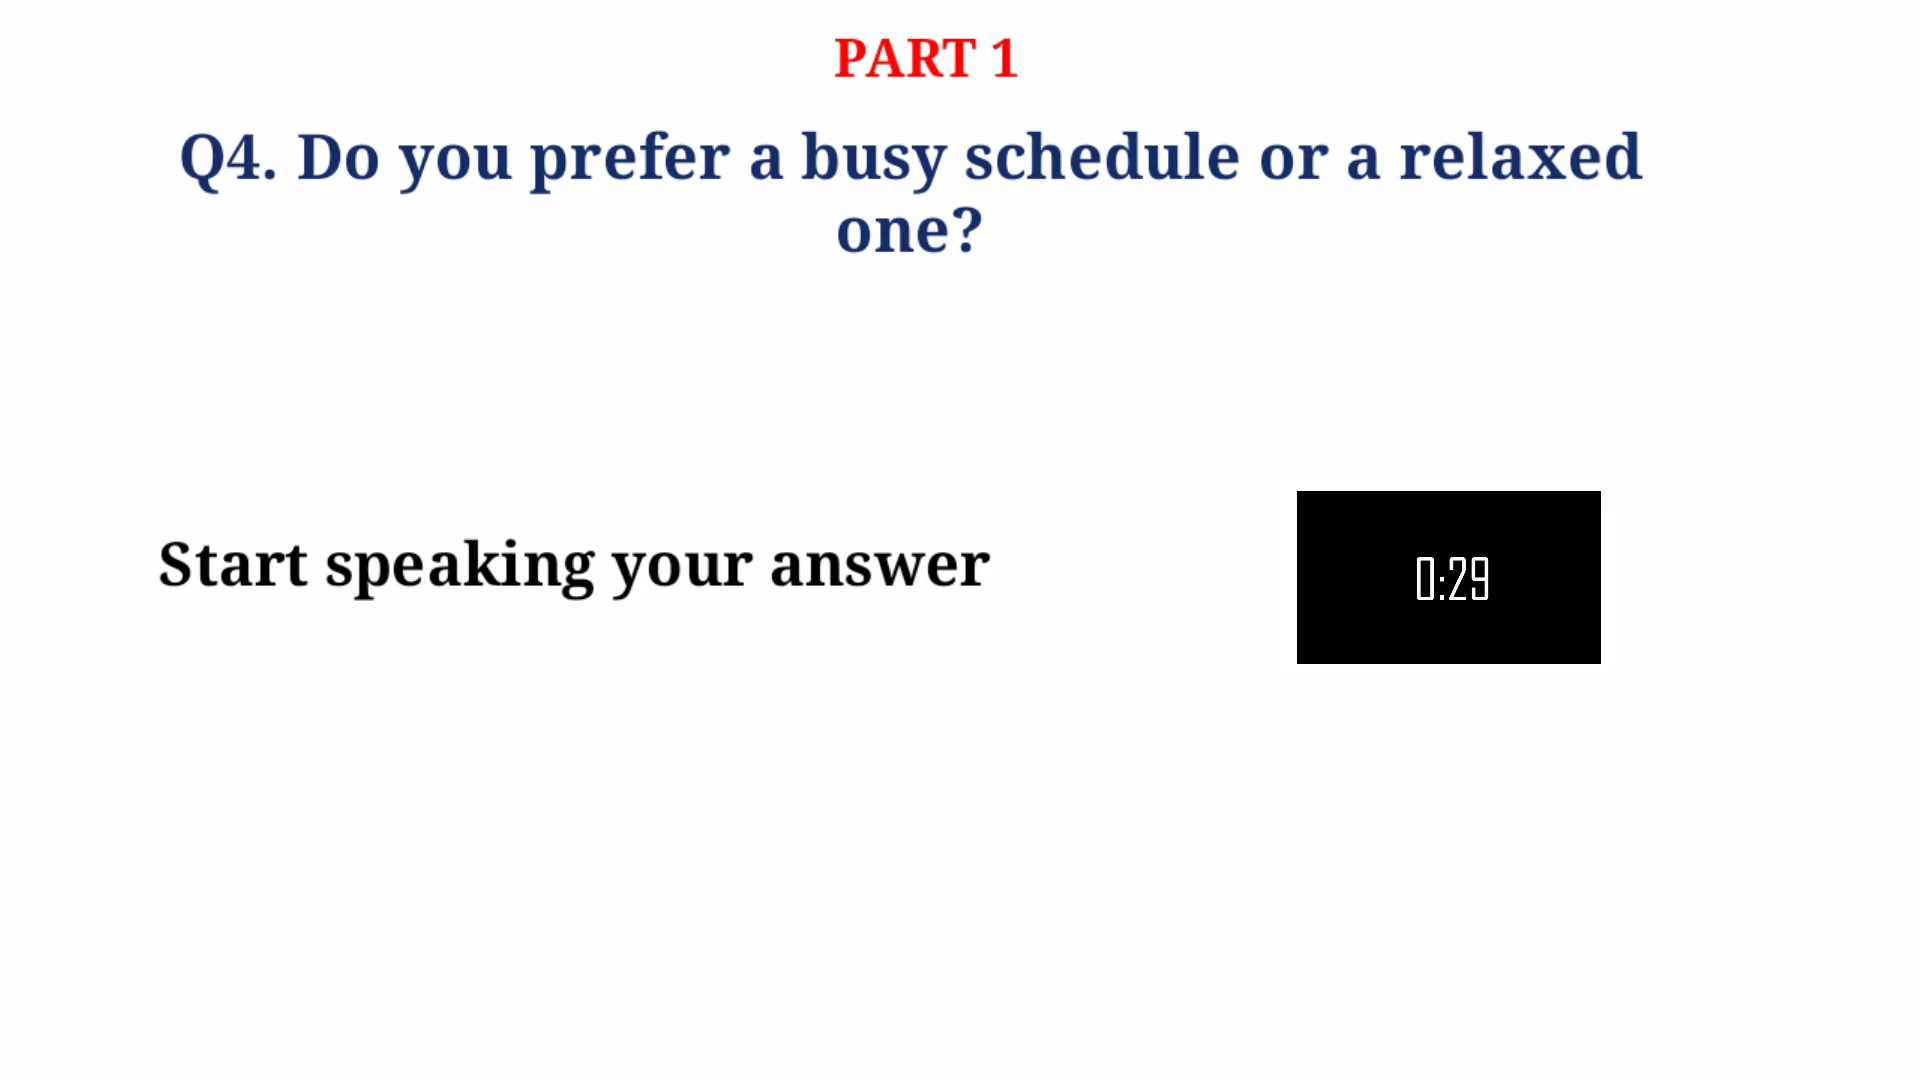 PART 1
Q4. Do you prefer a busy schedule or a relaxed
one?
Start speaking your answer
0:29